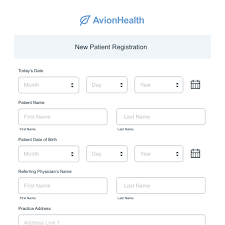 AvionHealth
New Patient Registration
Today's Date
Month Day Year
Patient Name
First Name Last Name
First Name Last Name
Patient Date of Birth
Month Day Year
Referring Physician's Name
First Name Last Name
First Name Last Name
Practice Address
Address Line 1